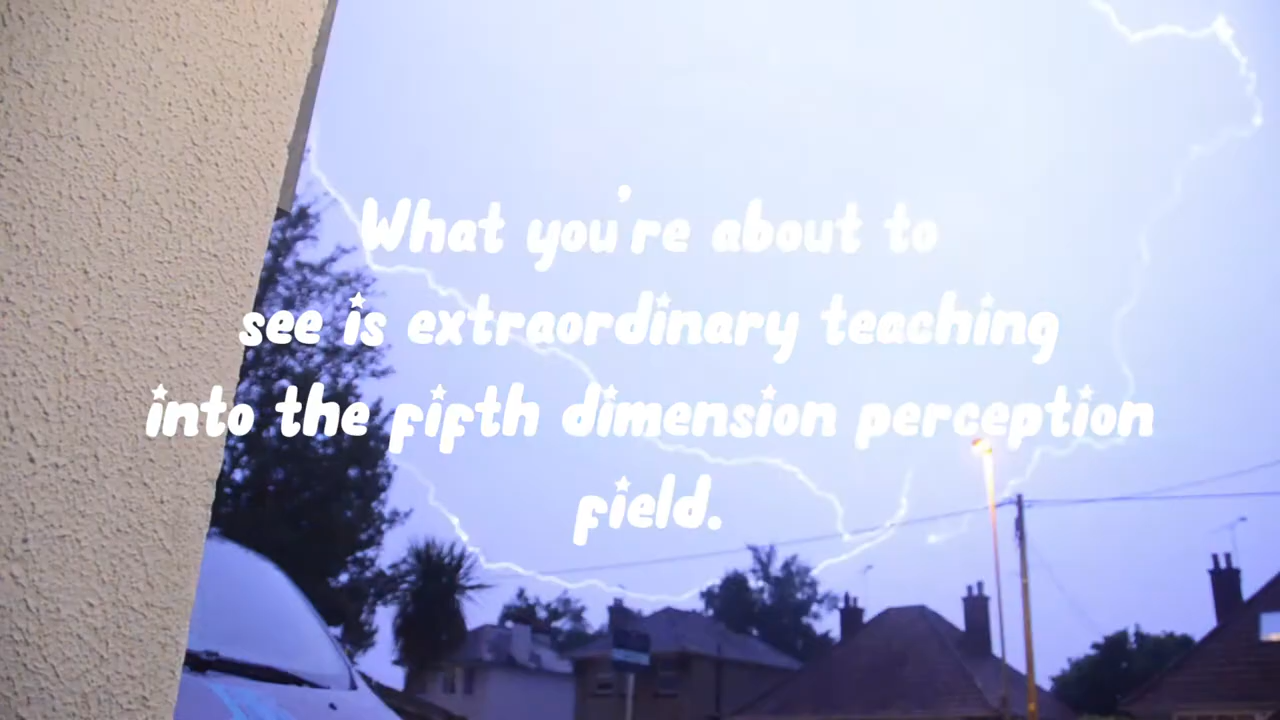 What you're about to
see is extraordinary teaching
into the fifth dimension perception
field.